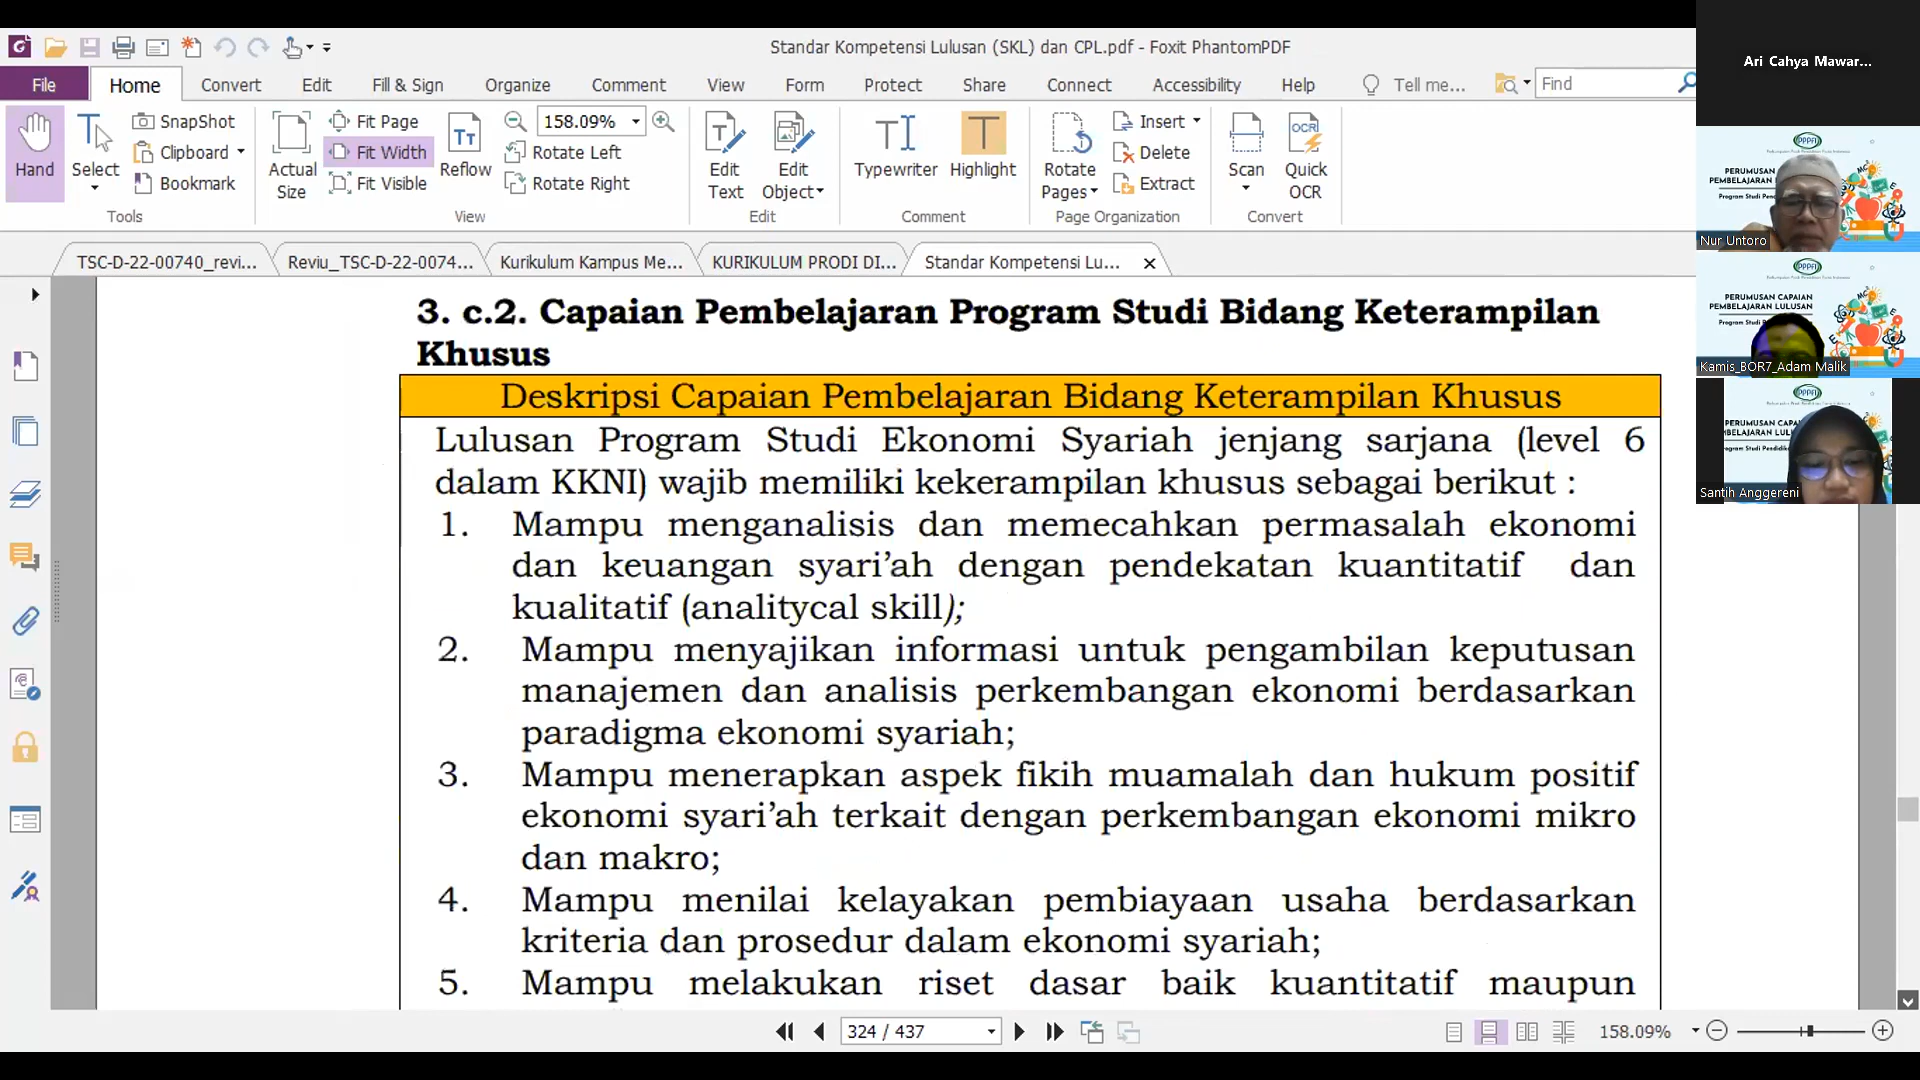 Standar Kompetensi Lulusan (SKL) dan CPL.pdf - Foxit PhantomPDF
File Home Convert Edit Fill & Sign Organize Comment View Form Protect Share Connect Accessibility Help Tell me... Find
Hand
Select
SnapShot
Clipboard
Bookmark
Tools
Actual Size
Fit Page
Fit Width
Fit Visible
Reflow
158.09%
Rotate Left
Rotate Right
View
Edit Text
Edit Object
Edit
Typewriter
Highlight
Comment
Rotate Pages
Insert
Delete
Extract
Page Organization
Scan
Quick OCR
OCR
Convert
TSC-D-22-00740_revi...
Reviu_TSC-D-22-0074...
Kurikulum Kampus Me...
KURIKULUM PRODI DI...
Standar Kompetensi Lu...
3. c.2. Capaian Pembelajaran Program Studi Bidang Keterampilan
Khusus
Deskripsi Capaian Pembelajaran Bidang Keterampilan Khusus
Lulusan Program Studi Ekonomi Syariah jenjang sarjana (level 6
dalam KKNI) wajib memiliki kekerampilan khusus sebagai berikut :
1. Mampu menganalisis dan memecahkan permasalah ekonomi
dan keuangan syari’ah dengan pendekatan kuantitatif dan
kualitatif (analitycal skill);
2. Mampu menyajikan informasi untuk pengambilan keputusan
manajemen dan analisis perkembangan ekonomi berdasarkan
paradigma ekonomi syariah;
3. Mampu menerapkan aspek fikih muamalah dan hukum positif
ekonomi syari’ah terkait dengan perkembangan ekonomi mikro
dan makro;
4. Mampu menilai kelayakan pembiayaan usaha berdasarkan
kriteria dan prosedur dalam ekonomi syariah;
5. Mampu melakukan riset dasar baik kuantitatif maupun
324 / 437
158.09%
Ari Cahya Mawar...
PPPFI
PERUMUSAN
PEMBELAJARAN
Program Studi
Nur Untoro
PERUMUSAN CAPAIAN
PEMBELAJARAN LULUSAN
Kamis_BOR7_Adam Malik
Santih Anggereni